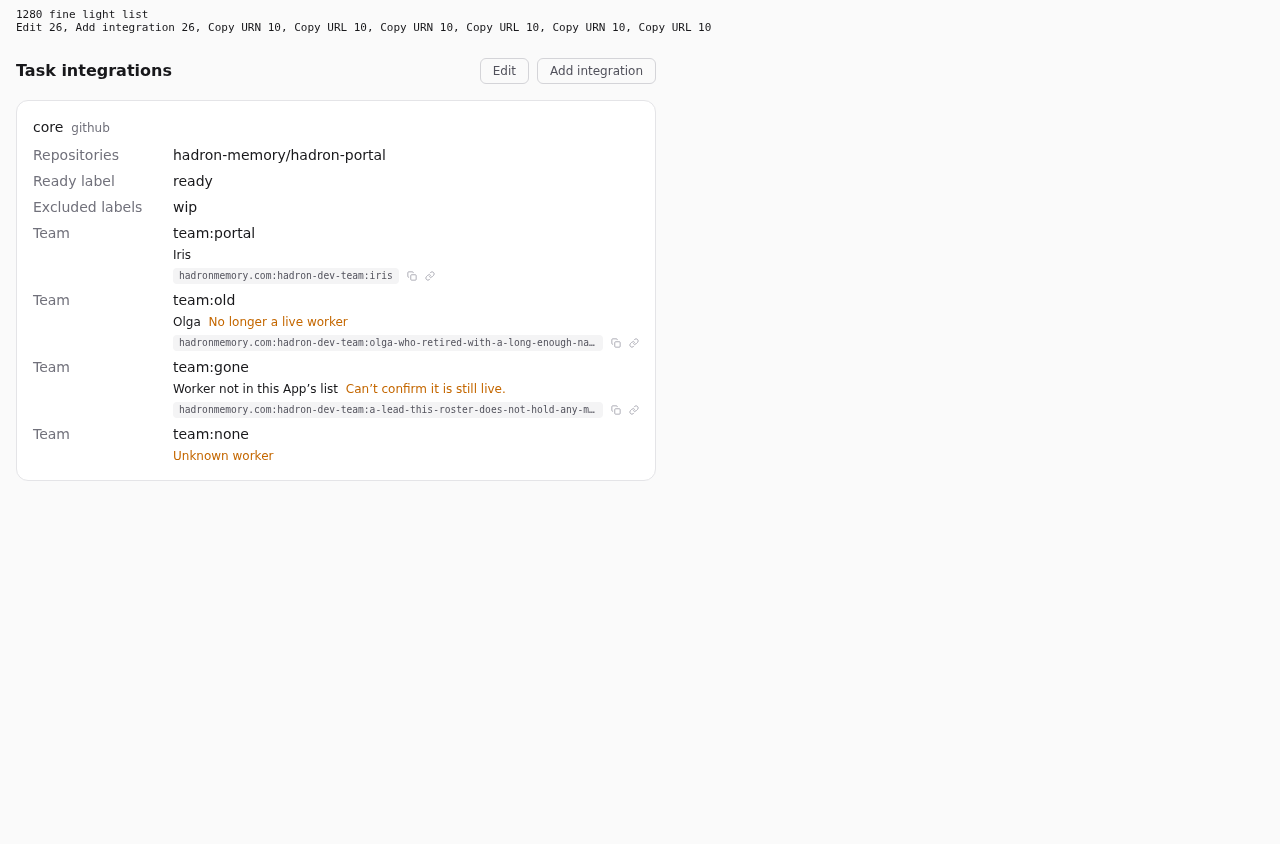 1280 fine light list
Edit 26, Add integration 26, Copy URN 10, Copy URL 10, Copy URN 10, Copy URL 10, Copy URN 10, Copy URL 10
Task integrations
Edit
Add integration
core github
Repositories hadron-memory/hadron-portal
Ready label ready
Excluded labels wip
Team team:portal
Iris
hadronmemory.com:hadron-dev-team:iris
Team team:old
Olga No longer a live worker
hadronmemory.com:hadron-dev-team:olga-who-retired-with-a-long-enough-na…
Team team:gone
Worker not in this App’s list Can’t confirm it is still live.
hadronmemory.com:hadron-dev-team:a-lead-this-roster-does-not-hold-any-m…
Team team:none
Unknown worker